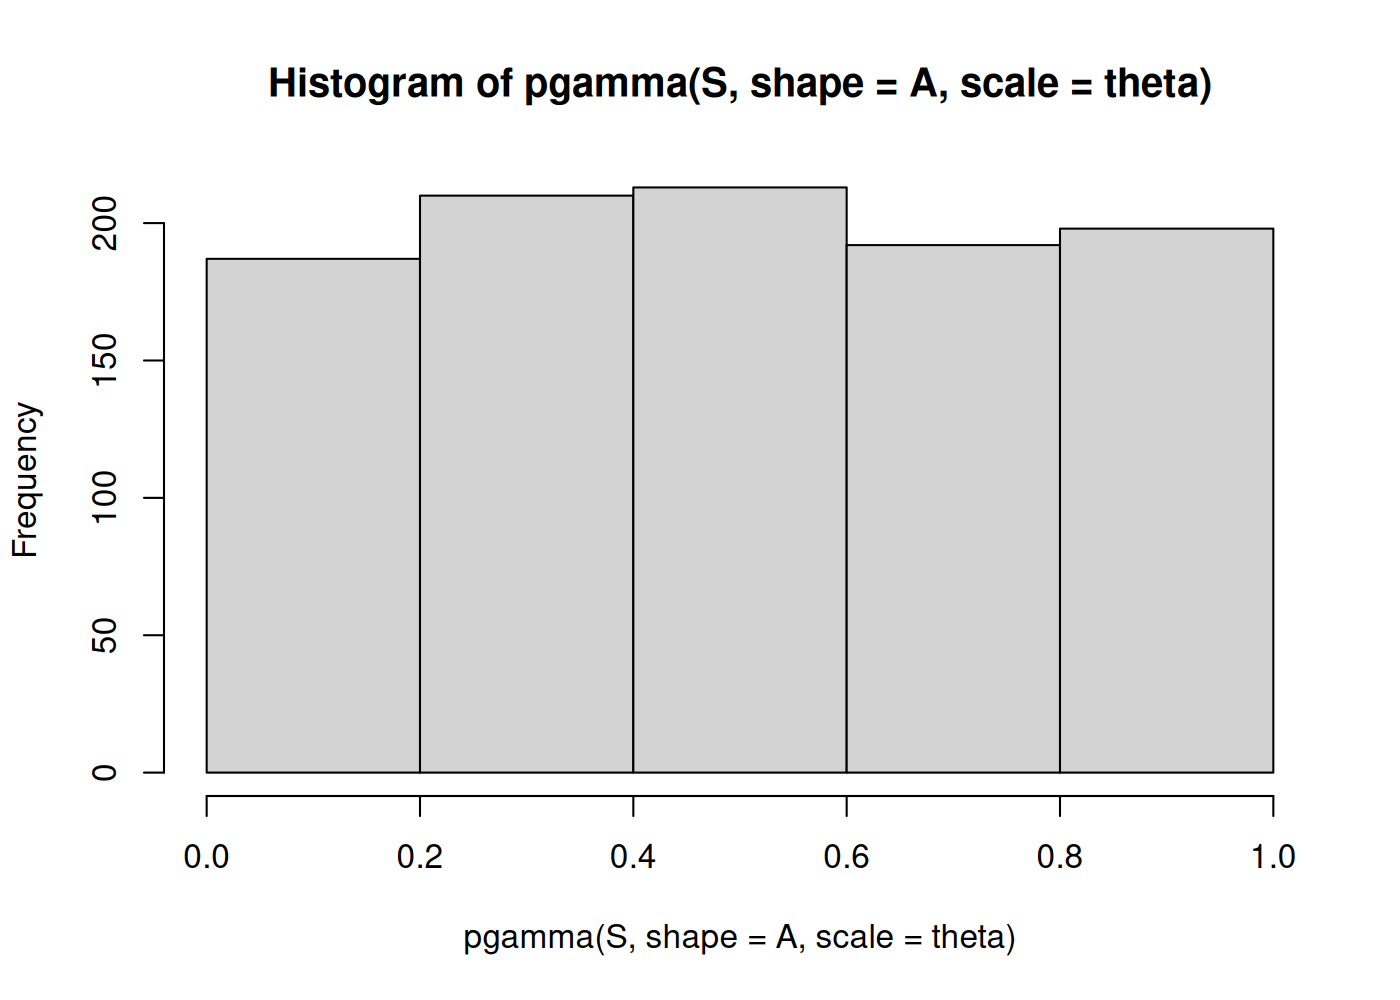 Histogram of pgamma(S, shape = A, scale = theta)
Frequency
200
150
100
50
0
0.0 0.2 0.4 0.6 0.8 1.0
pgamma(S, shape = A, scale = theta)